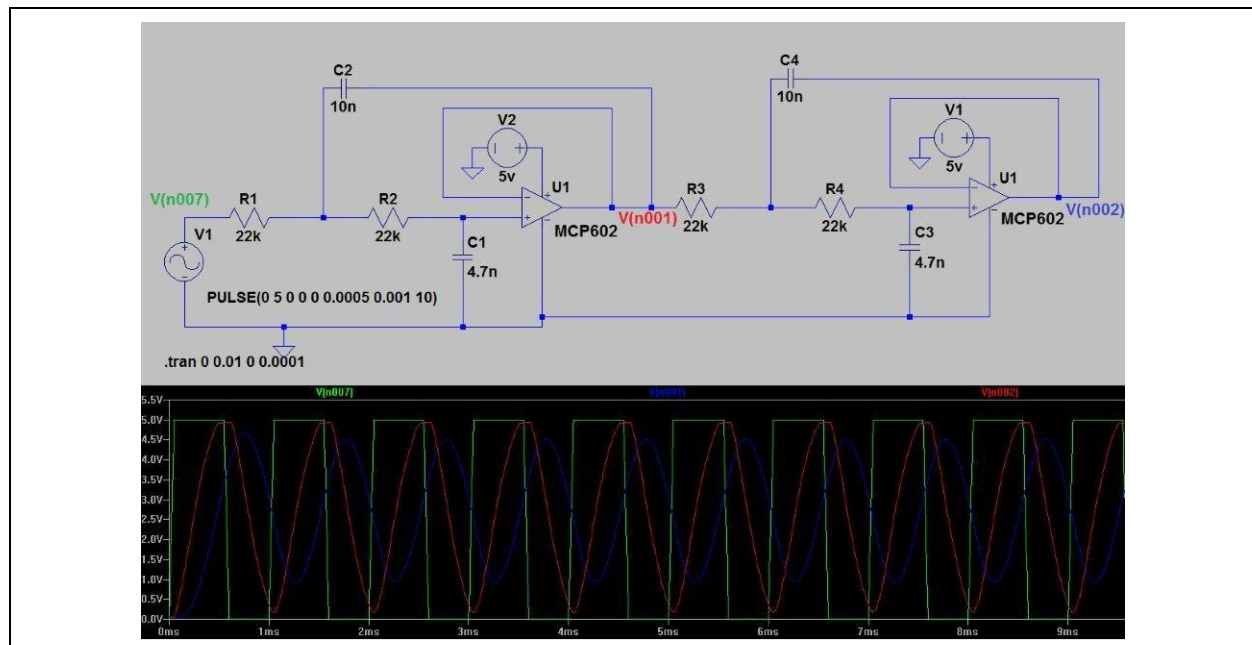 C2
10n
C4
10n
V2
5v
V1
5v
V(n007)
R1
22k
R2
22k
U1
MCP602
V(n001)
R3
22k
R4
22k
U1
MCP602
V(n002)
V1
C1
4.7n
C3
4.7n
PULSE(0 5 0 0 0 0.0005 0.001 10)
.tran 0 0.01 0 0.0001
V(n007) V(n001) V(n002)
5.5V
5.0V
4.5V
4.0V
3.5V
3.0V
2.5V
2.0V
1.5V
1.0V
0.5V
0.0V
0ms 1ms 2ms 3ms 4ms 5ms 6ms 7ms 8ms 9ms